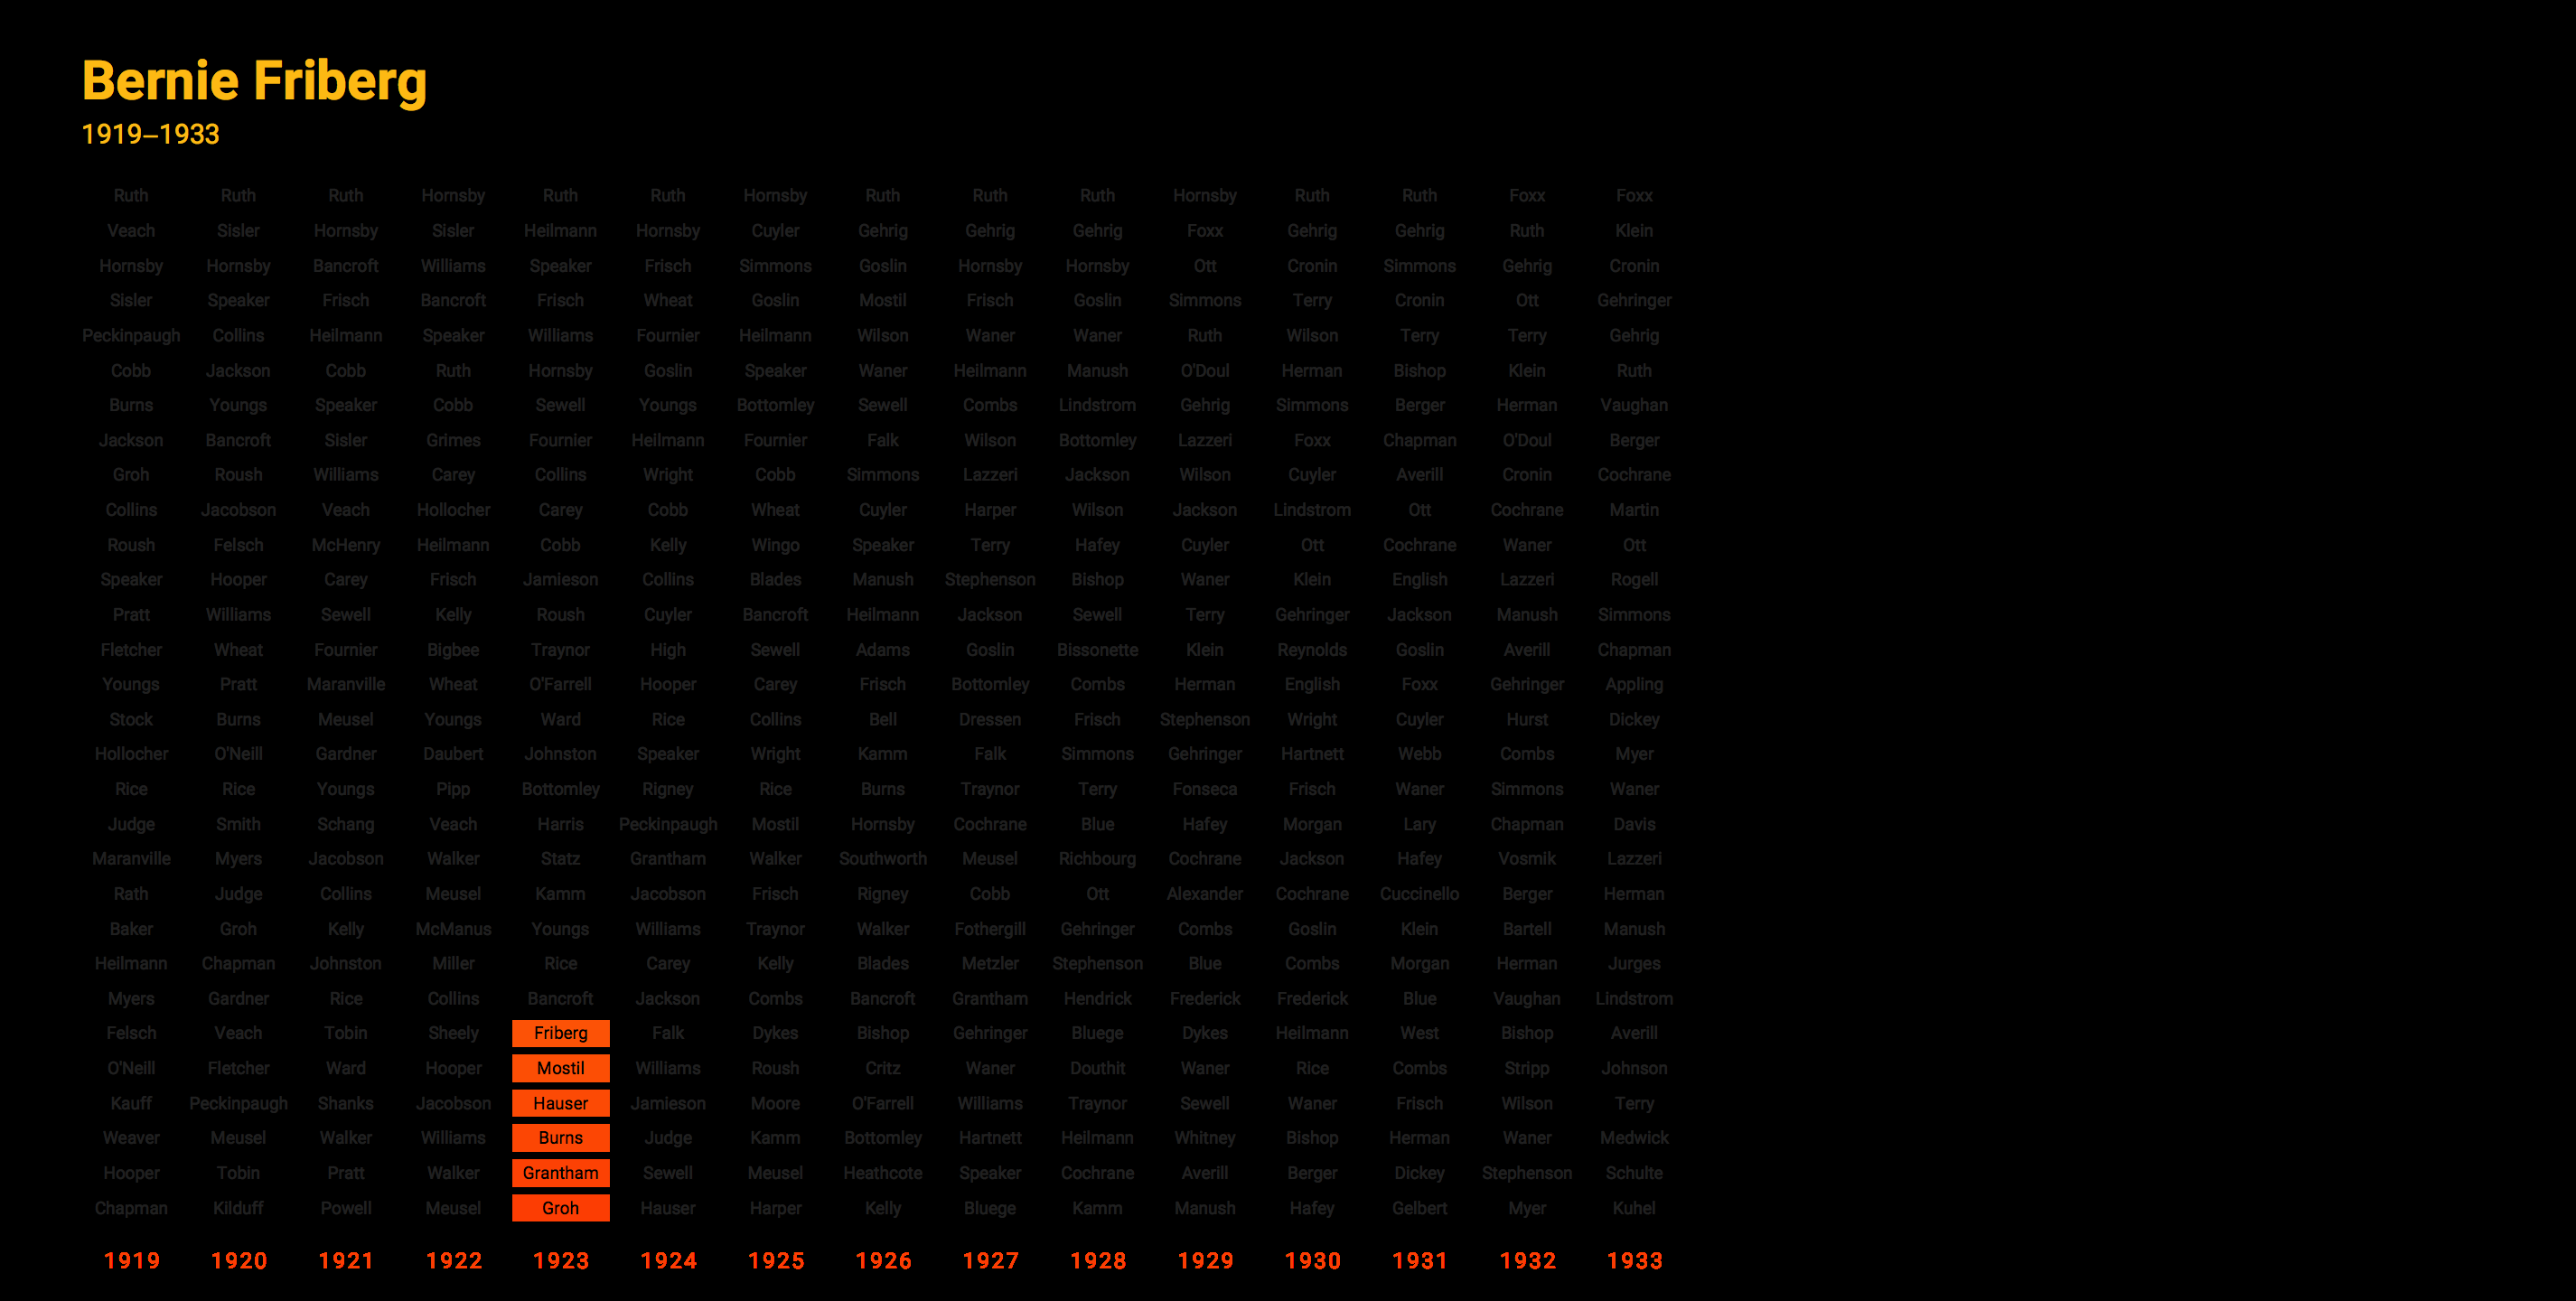 Bernie Friberg
1919–1933
Ruth Ruth Ruth Hornsby Ruth Ruth Hornsby Ruth Ruth Ruth Hornsby Ruth Ruth Foxx Foxx
Veach Sisler Hornsby Sisler Heilmann Hornsby Cuyler Gehrig Gehrig Gehrig Foxx Gehrig Gehrig Ruth Klein
Hornsby Hornsby Bancroft Williams Speaker Frisch Simmons Goslin Hornsby Hornsby Ott Cronin Simmons Gehrig Cronin
Sisler Speaker Frisch Bancroft Frisch Wheat Goslin Mostil Frisch Goslin Simmons Terry Cronin Ott Gehringer
Peckinpaugh Collins Heilmann Speaker Williams Fournier Heilmann Wilson Waner Waner Ruth Wilson Terry Terry Gehrig
Cobb Jackson Cobb Ruth Hornsby Goslin Speaker Waner Heilmann Manush O'Doul Herman Bishop Klein Ruth
Burns Youngs Speaker Cobb Sewell Youngs Bottomley Sewell Combs Lindstrom Gehrig Simmons Berger Herman Vaughan
Jackson Bancroft Sisler Grimes Fournier Heilmann Fournier Falk Wilson Bottomley Lazzeri Foxx Chapman O'Doul Berger
Groh Roush Williams Carey Collins Wright Cobb Simmons Lazzeri Jackson Wilson Cuyler Averill Cronin Cochrane
Collins Jacobson Veach Hollocher Carey Cobb Wheat Cuyler Harper Wilson Jackson Lindstrom Ott Cochrane Martin
Roush Felsch McHenry Heilmann Cobb Kelly Wingo Speaker Terry Hafey Cuyler Ott Cochrane Waner Ott
Speaker Hooper Carey Frisch Jamieson Collins Blades Manush Stephenson Bishop Waner Klein English Lazzeri Rogell
Pratt Williams Sewell Kelly Roush Cuyler Bancroft Heilmann Jackson Sewell Terry Gehringer Jackson Manush Simmons
Fletcher Wheat Fournier Bigbee Traynor High Sewell Adams Goslin Bissonette Klein Reynolds Goslin Averill Chapman
Youngs Pratt Maranville Wheat O'Farrell Hooper Carey Frisch Bottomley Combs Herman English Foxx Gehringer Appling
Stock Burns Meusel Youngs Ward Rice Collins Bell Dressen Frisch Stephenson Wright Cuyler Hurst Dickey
Hollocher O'Neill Gardner Daubert Johnston Speaker Wright Kamm Falk Simmons Gehringer Hartnett Webb Combs Myer
Rice Rice Youngs Pipp Bottomley Rigney Rice Burns Traynor Terry Fonseca Frisch Waner Simmons Waner
Judge Smith Schang Veach Harris Peckinpaugh Mostil Hornsby Cochrane Blue Hafey Morgan Lary Chapman Davis
Maranville Myers Jacobson Walker Statz Grantham Walker Southworth Meusel Richbourg Cochrane Jackson Hafey Vosmik Lazzeri
Rath Judge Collins Meusel Kamm Jacobson Frisch Rigney Cobb Ott Alexander Cochrane Cuccinello Berger Herman
Baker Groh Kelly McManus Youngs Williams Traynor Walker Fothergill Gehringer Combs Goslin Klein Bartell Manush
Heilmann Chapman Johnston Miller Rice Carey Kelly Blades Metzler Stephenson Blue Combs Morgan Herman Jurges
Myers Gardner Rice Collins Bancroft Jackson Combs Bancroft Grantham Hendrick Frederick Frederick Blue Vaughan Lindstrom
Felsch Veach Tobin Sheely Friberg Falk Dykes Bishop Gehringer Bluege Dykes Heilmann West Bishop Averill
O'Neill Fletcher Ward Hooper Mostil Williams Roush Critz Waner Douthit Waner Rice Combs Stripp Johnson
Kauff Peckinpaugh Shanks Jacobson Hauser Jamieson Moore O'Farrell Williams Traynor Sewell Waner Frisch Wilson Terry
Weaver Meusel Walker Williams Burns Judge Kamm Bottomley Hartnett Heilmann Whitney Bishop Herman Waner Medwick
Hooper Tobin Pratt Walker Grantham Sewell Meusel Heathcote Speaker Cochrane Averill Berger Dickey Stephenson Schulte
Chapman Kilduff Powell Meusel Groh Hauser Harper Kelly Bluege Kamm Manush Hafey Gelbert Myer Kuhel
1919 1920 1921 1922 1923 1924 1925 1926 1927 1928 1929 1930 1931 1932 1933